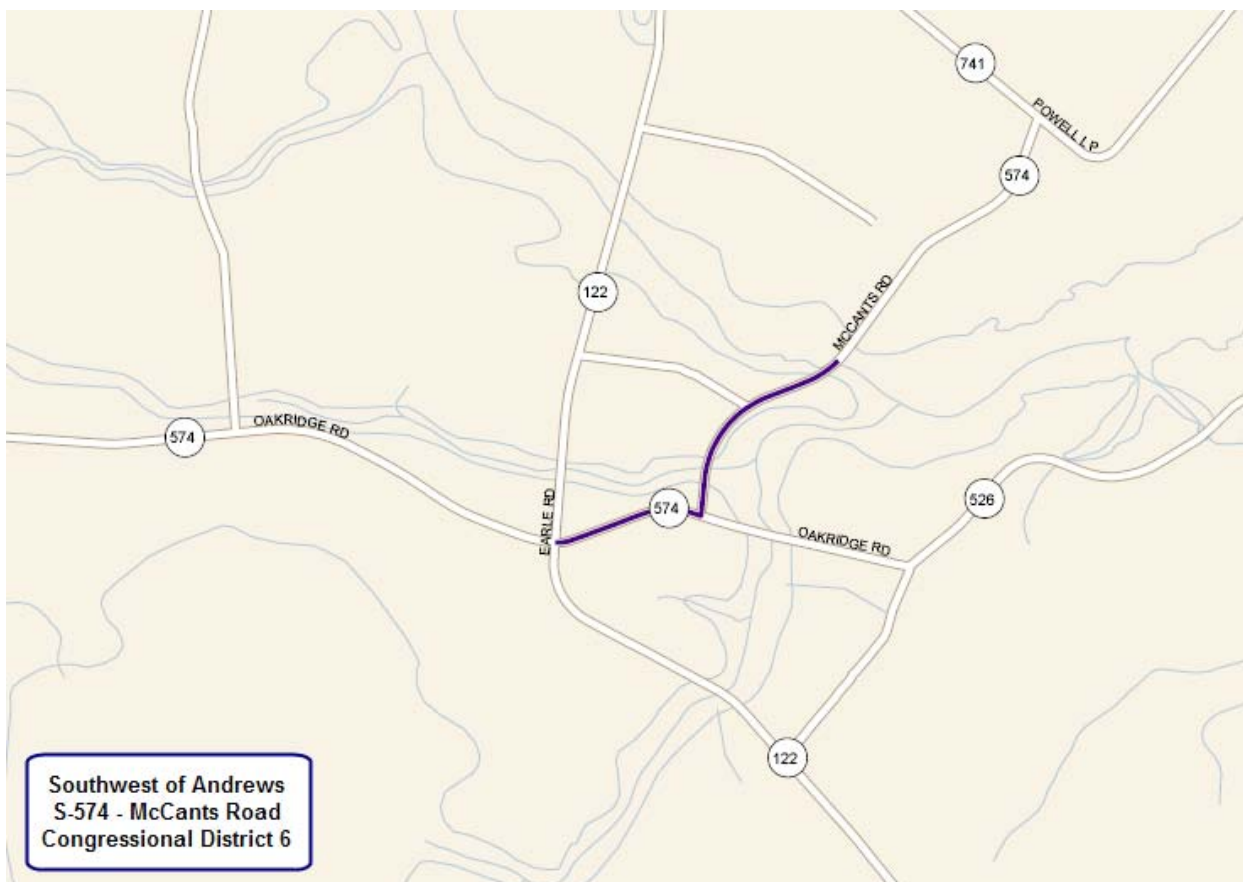 741
POWELL LP
574
122
MCCANTS RD
OAKRIDGE RD
574
EARLE RD
574
526
OAKRIDGE RD
122
Southwest of Andrews
S-574 - McCants Road
Congressional District 6